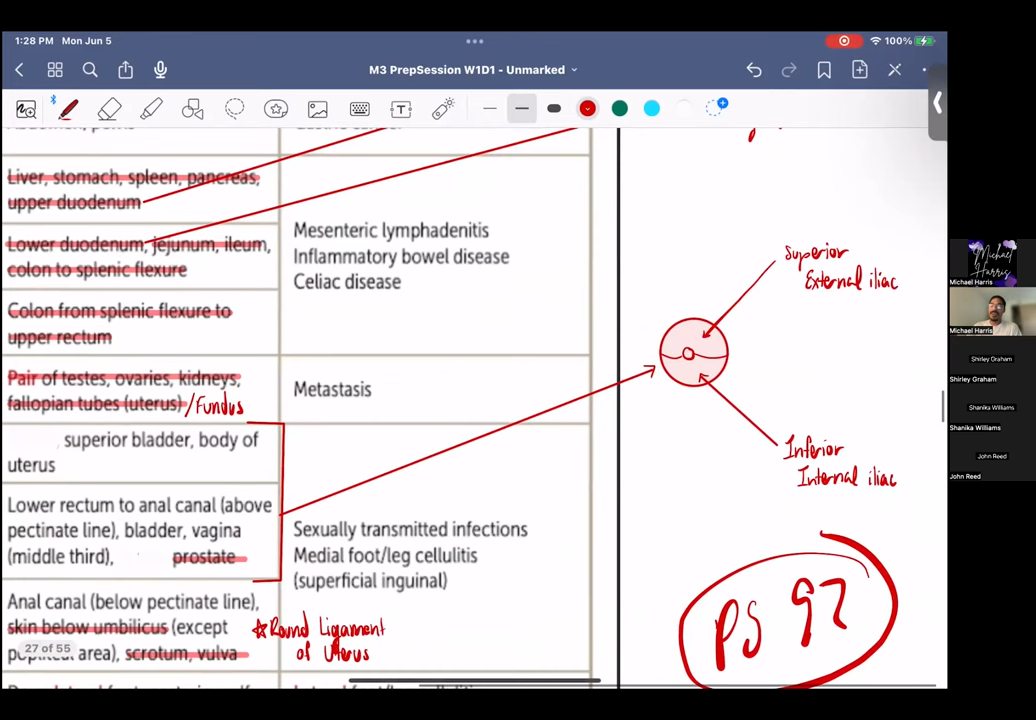 1:28 PM Mon Jun 5
100%
M3 PrepSession W1D1 - Unmarked
Liver, stomach, spleen, pancreas,
upper duodenum
Lower duodenum, jejunum, ileum,
colon to splenic flexure
Colon from splenic flexure to
upper rectum
Pair of testes, ovaries, kidneys,
fallopian tubes (uterus) /Fundus
superior bladder, body of
uterus
Lower rectum to anal canal (above
pectinate line), bladder, vagina
(middle third), prostate
Anal canal (below pectinate line),
skin below umbilicus (except
area), scrotum, vulva
27 of 55
Mesenteric lymphadenitis
Inflammatory bowel disease
Celiac disease
Metastasis
Sexually transmitted infections
Medial foot/leg cellulitis
(superficial inguinal)
☆Round Ligament
of Uterus
Superior
External iliac
Inferior
Internal iliac
PS 97
Michael
Harris
Michael Harris
Michael Harris
Shirley Graham
Shirley Graham
Shanika Williams
Shanika Williams
John Reed
John Reed